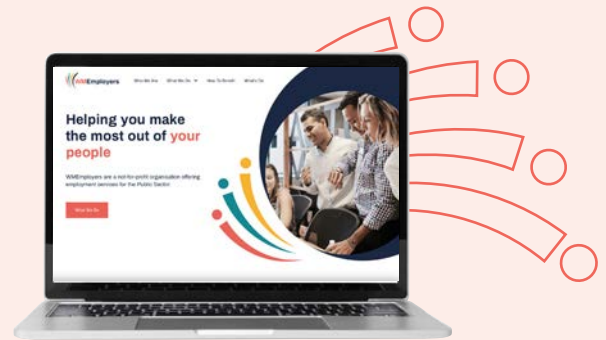 WMEmployers Who We Are What We Do How To Enroll What's On
Helping you make
the most out of your
people
WMEmployers are a not-for-profit organisation offering
employment services for the Public Sector
What We Do